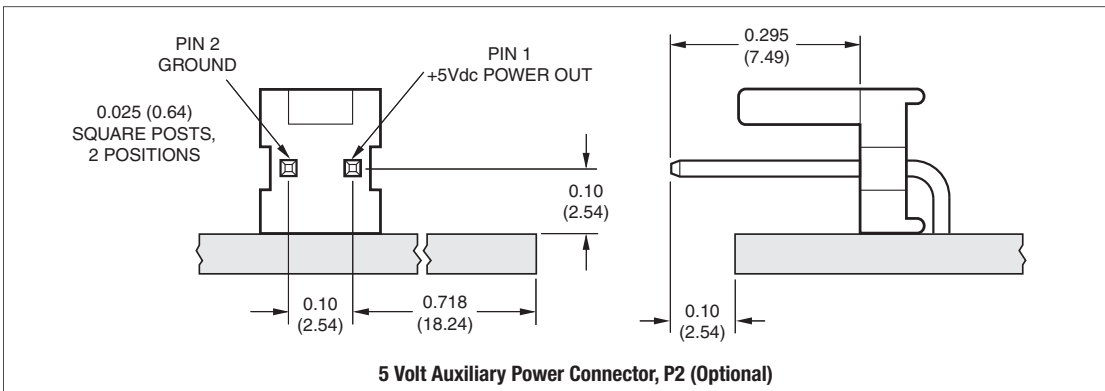 PIN 2
GROUND
PIN 1
+5Vdc POWER OUT
0.025 (0.64)
SQUARE POSTS,
2 POSITIONS
0.10
(2.54)
0.10
(2.54)
0.718
(18.24)
0.295
(7.49)
0.10
(2.54)
5 Volt Auxiliary Power Connector, P2 (Optional)